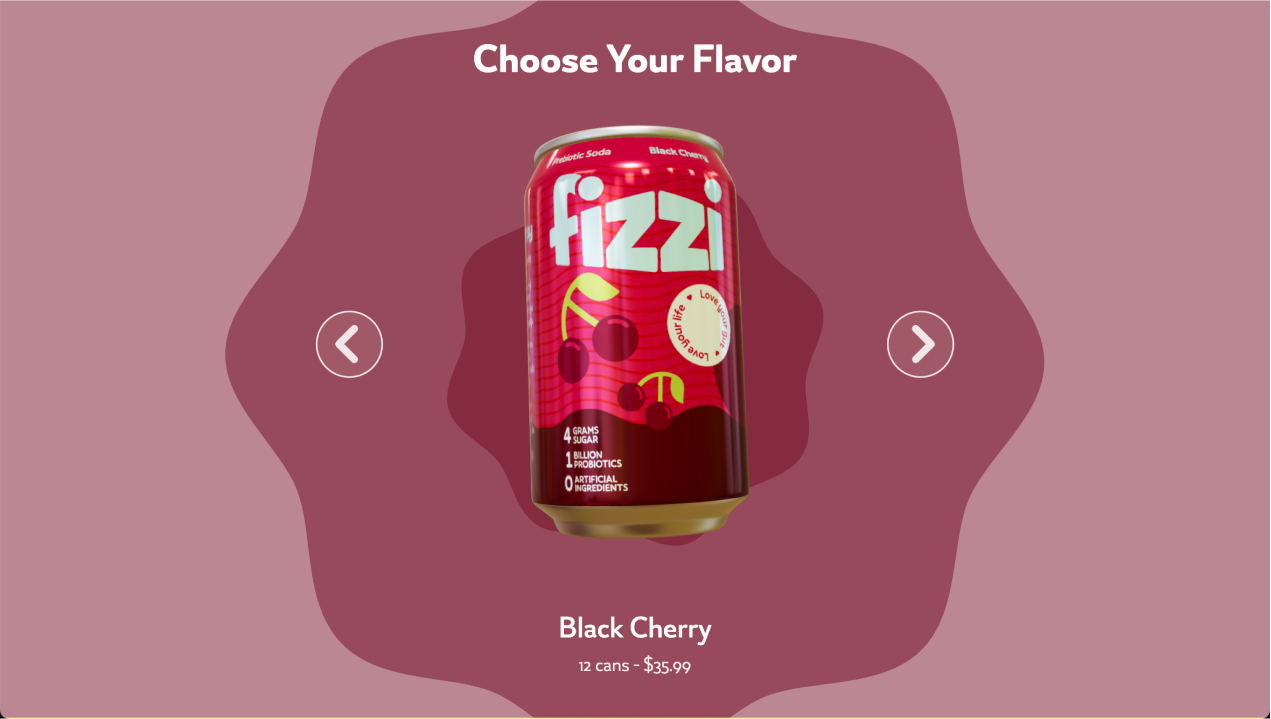 Choose Your Flavor
Prebiotic Soda
Black Cherry
fizzi
Love your life ♥ Love your gut ♥
4 GRAMS
SUGAR
1 BILLION
PROBIOTICS
0 ARTIFICIAL
INGREDIENTS
Black Cherry
12 cans - $35.99